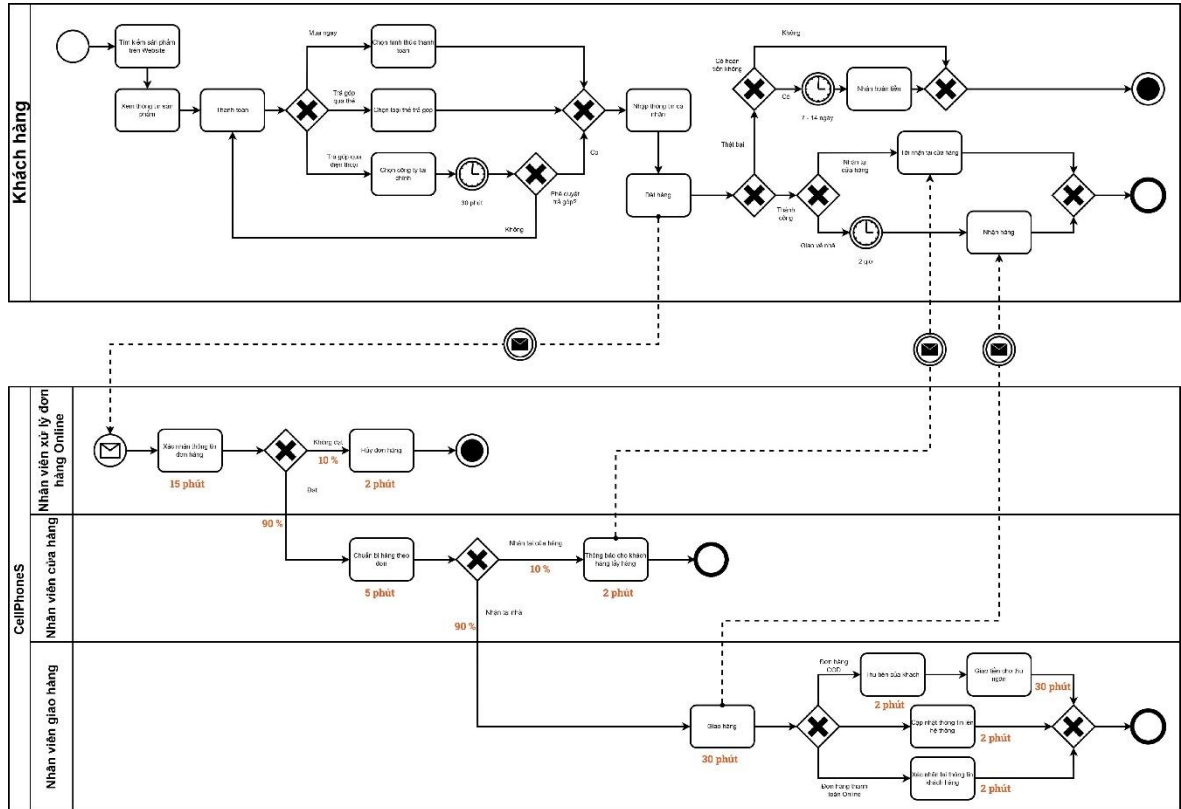 Khách hàng
Tìm kiếm sản phẩm
trên Website
Xem thông tin sản
phẩm
Thanh toán
Mua ngay
Trả góp
qua thẻ
Trả góp qua
điện thoại
Chọn hình thức thanh
toán
Chọn loại thẻ trả góp
Chọn công ty tài
chính
30 phút
Phê duyệt
trả góp?
Có
Không
Nhập thông tin cá
nhân
Đặt hàng
Thất bại
Thành
công
Có hoàn
tiền không
Không
Có
7 - 14 ngày
Nhận hoàn tiền
Nhận tại
cửa hàng
Tới nhận tại cửa hàng
Giao về nhà
2 giờ
Nhận hàng
CellPhoneS
Nhân viên xử lý đơn
hàng Online
Xác nhận thông tin
đơn hàng
15 phút
Không đạt
10 %
Hủy đơn hàng
2 phút
Đạt
90 %
Nhân viên cửa hàng
Chuẩn bị hàng theo
đơn
5 phút
Nhận tại cửa hàng
10 %
Thông báo cho khách
hàng lấy hàng
2 phút
Nhận tại nhà
90 %
Nhân viên giao hàng
Giao hàng
30 phút
Đơn hàng
COD
Thu tiền của khách
2 phút
Giao tiền cho thu
ngân
30 phút
Cập nhật thông tin lên
hệ thống
2 phút
Đơn hàng thanh
toán Online
Xác nhận lại thông tin
khách hàng
2 phút